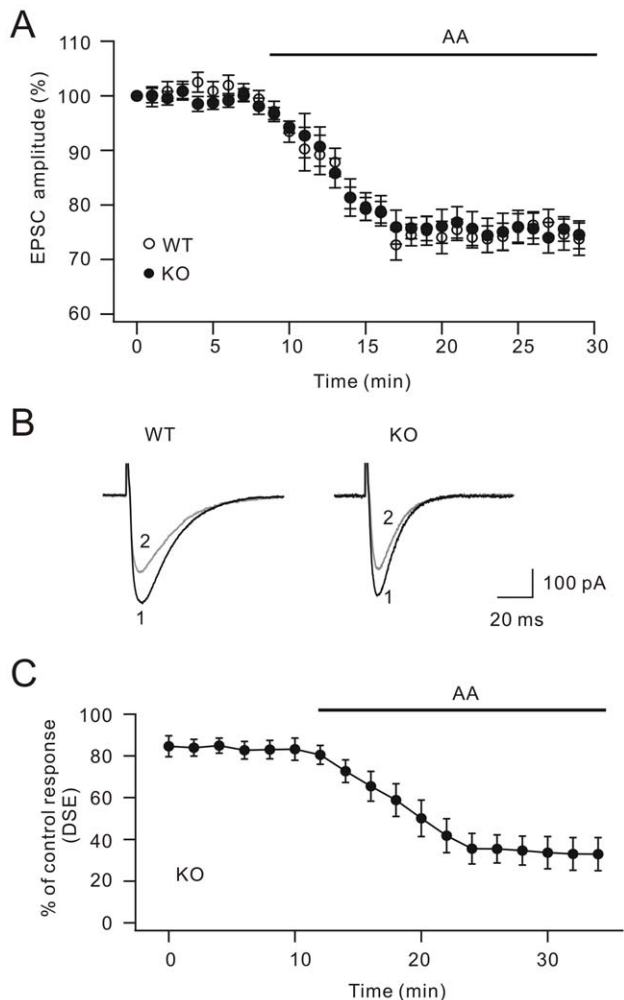 A
AA
EPSC amplitude (%)
110
100
90
80
70
60
WT
KO
0 5 10 15 20 25 30
Time (min)
B
WT KO
2 2
1 1
100 pA
20 ms
C
AA
% of control response
(DSE)
100
80
60
40
20
0
KO
0 10 20 30
Time (min)